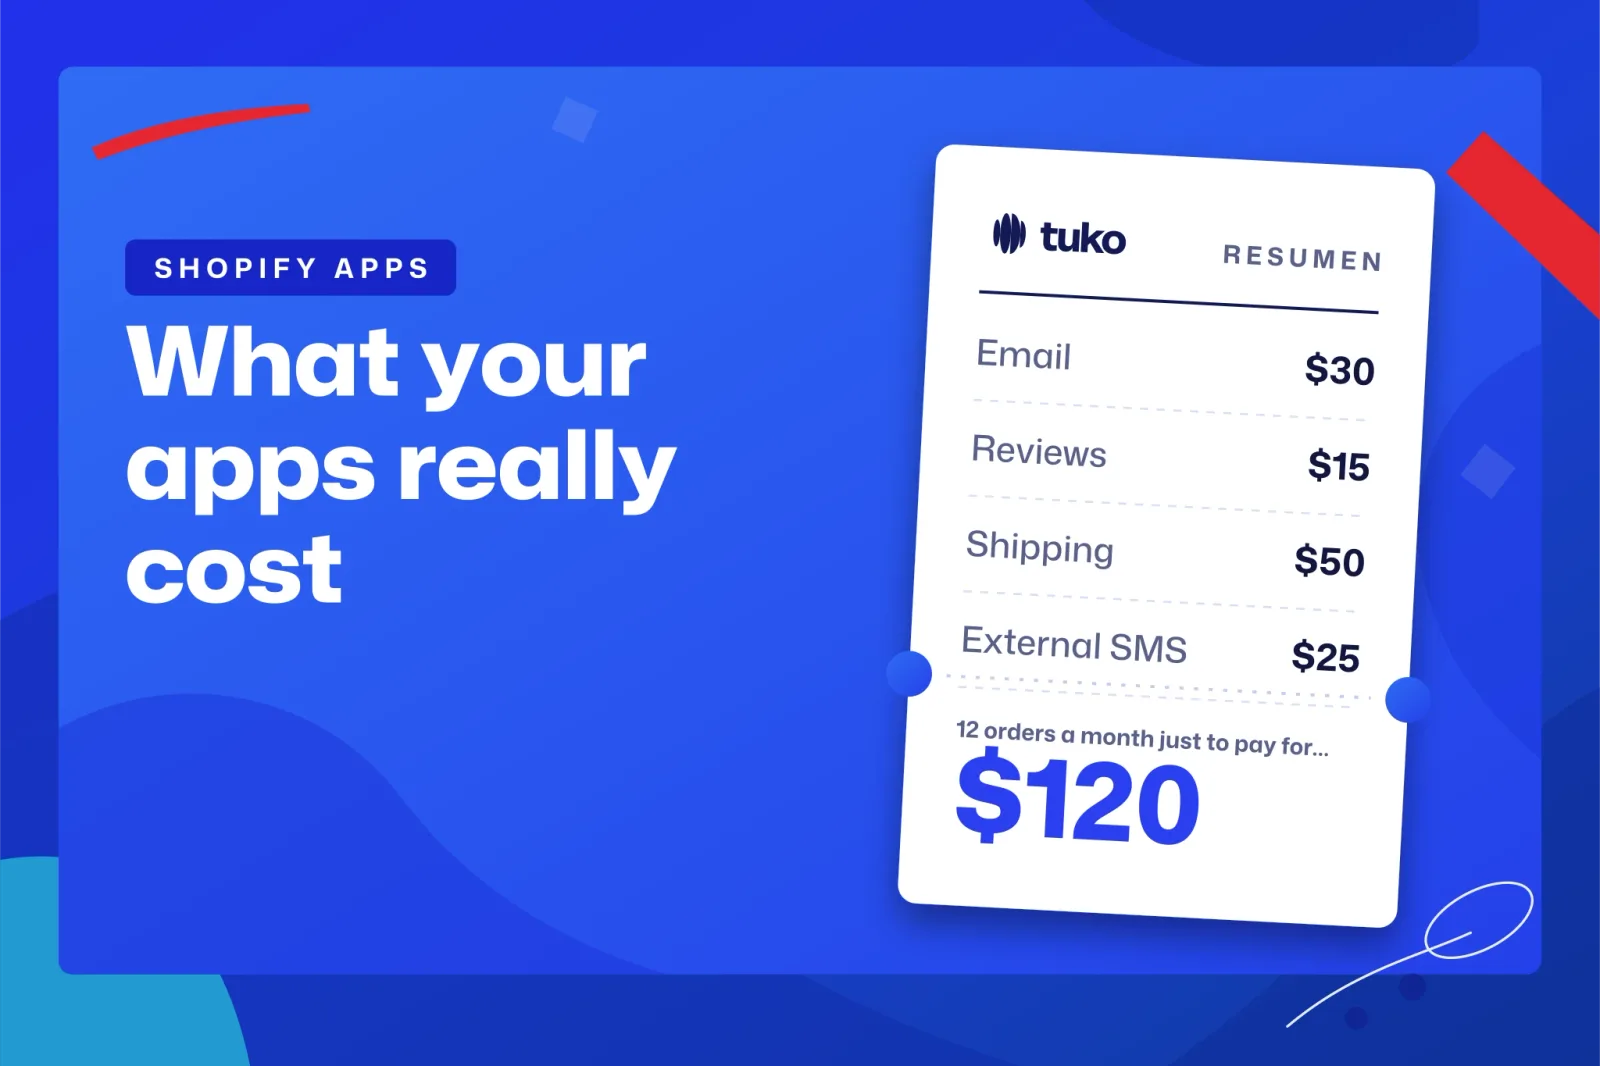 SHOPIFY APPS
What your
apps really
cost
tuko
RESUMEN
Email $30
Reviews $15
Shipping $50
External SMS $25
12 orders a month just to pay for...
$120